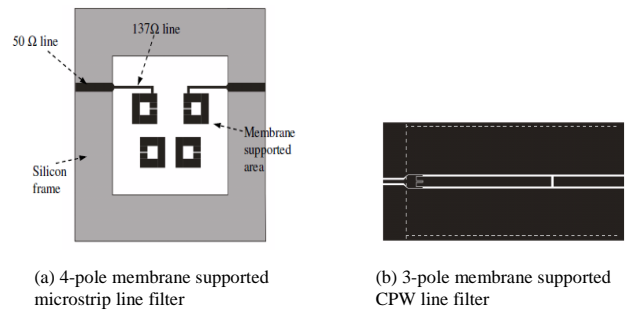 137Ω line
50 Ω line
Membrane
supported
area
Silicon
frame
(a) 4-pole membrane supported
microstrip line filter
(b) 3-pole membrane supported
CPW line filter